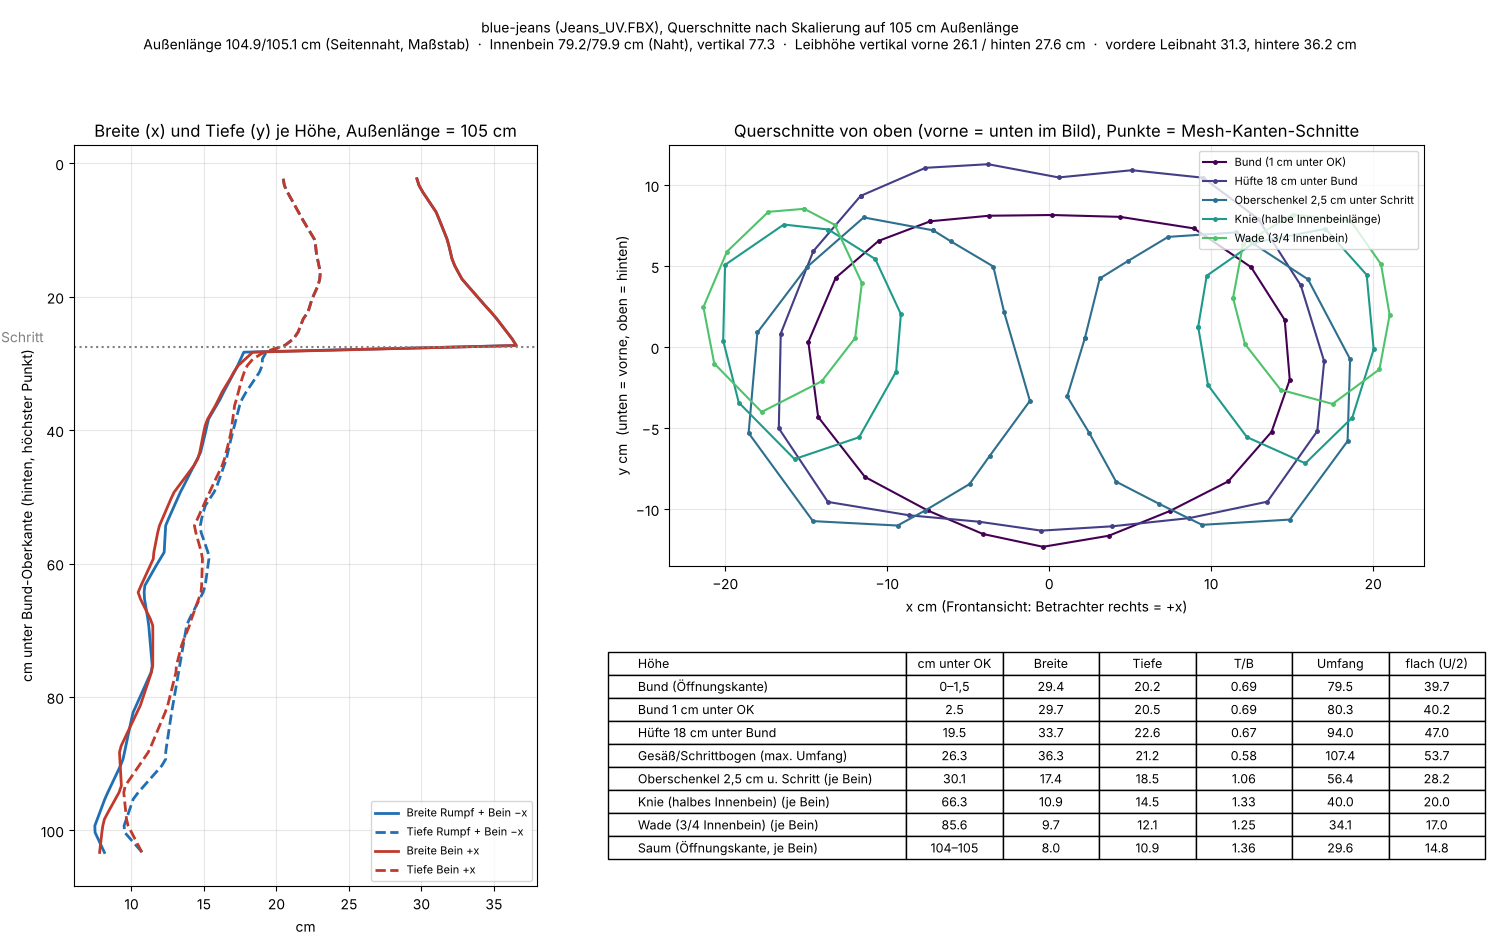 blue-jeans (Jeans_UV.FBX), Querschnitte nach Skalierung auf 105 cm Außenlänge
Außenlänge 104.9/105.1 cm (Seitennaht, Maßstab)  ·  Innenbein 79.2/79.9 cm (Naht), vertikal 77.3  ·  Leibhöhe vertikal vorne 26.1 / hinten 27.6 cm  ·  vordere Leibnaht 31.3, hintere 36.2 cm
Breite (x) und Tiefe (y) je Höhe, Außenlänge = 105 cm
0
20
40
60
80
100
Schritt
cm unter Bund-Oberkante (hinten, höchster Punkt)
Breite Rumpf + Bein −x
Tiefe Rumpf + Bein −x
Breite Bein +x
Tiefe Bein +x
10 15 20 25 30 35
cm
Querschnitte von oben (vorne = unten im Bild), Punkte = Mesh-Kanten-Schnitte
Bund (1 cm unter OK)
Hüfte 18 cm unter Bund
Oberschenkel 2,5 cm unter Schritt
Knie (halbe Innenbeinlänge)
Wade (3/4 Innenbein)
10
5
0
−5
−10
y cm  (unten = vorne, oben = hinten)
−20 −10 0 10 20
x cm (Frontansicht: Betrachter rechts = +x)
Höhe cm unter OK Breite Tiefe T/B Umfang flach (U/2)
Bund (Öffnungskante) 0–1,5 29.4 20.2 0.69 79.5 39.7
Bund 1 cm unter OK 2.5 29.7 20.5 0.69 80.3 40.2
Hüfte 18 cm unter Bund 19.5 33.7 22.6 0.67 94.0 47.0
Gesäß/Schrittbogen (max. Umfang) 26.3 36.3 21.2 0.58 107.4 53.7
Oberschenkel 2,5 cm u. Schritt (je Bein) 30.1 17.4 18.5 1.06 56.4 28.2
Knie (halbes Innenbein) (je Bein) 66.3 10.9 14.5 1.33 40.0 20.0
Wade (3/4 Innenbein) (je Bein) 85.6 9.7 12.1 1.25 34.1 17.0
Saum (Öffnungskante, je Bein) 104–105 8.0 10.9 1.36 29.6 14.8